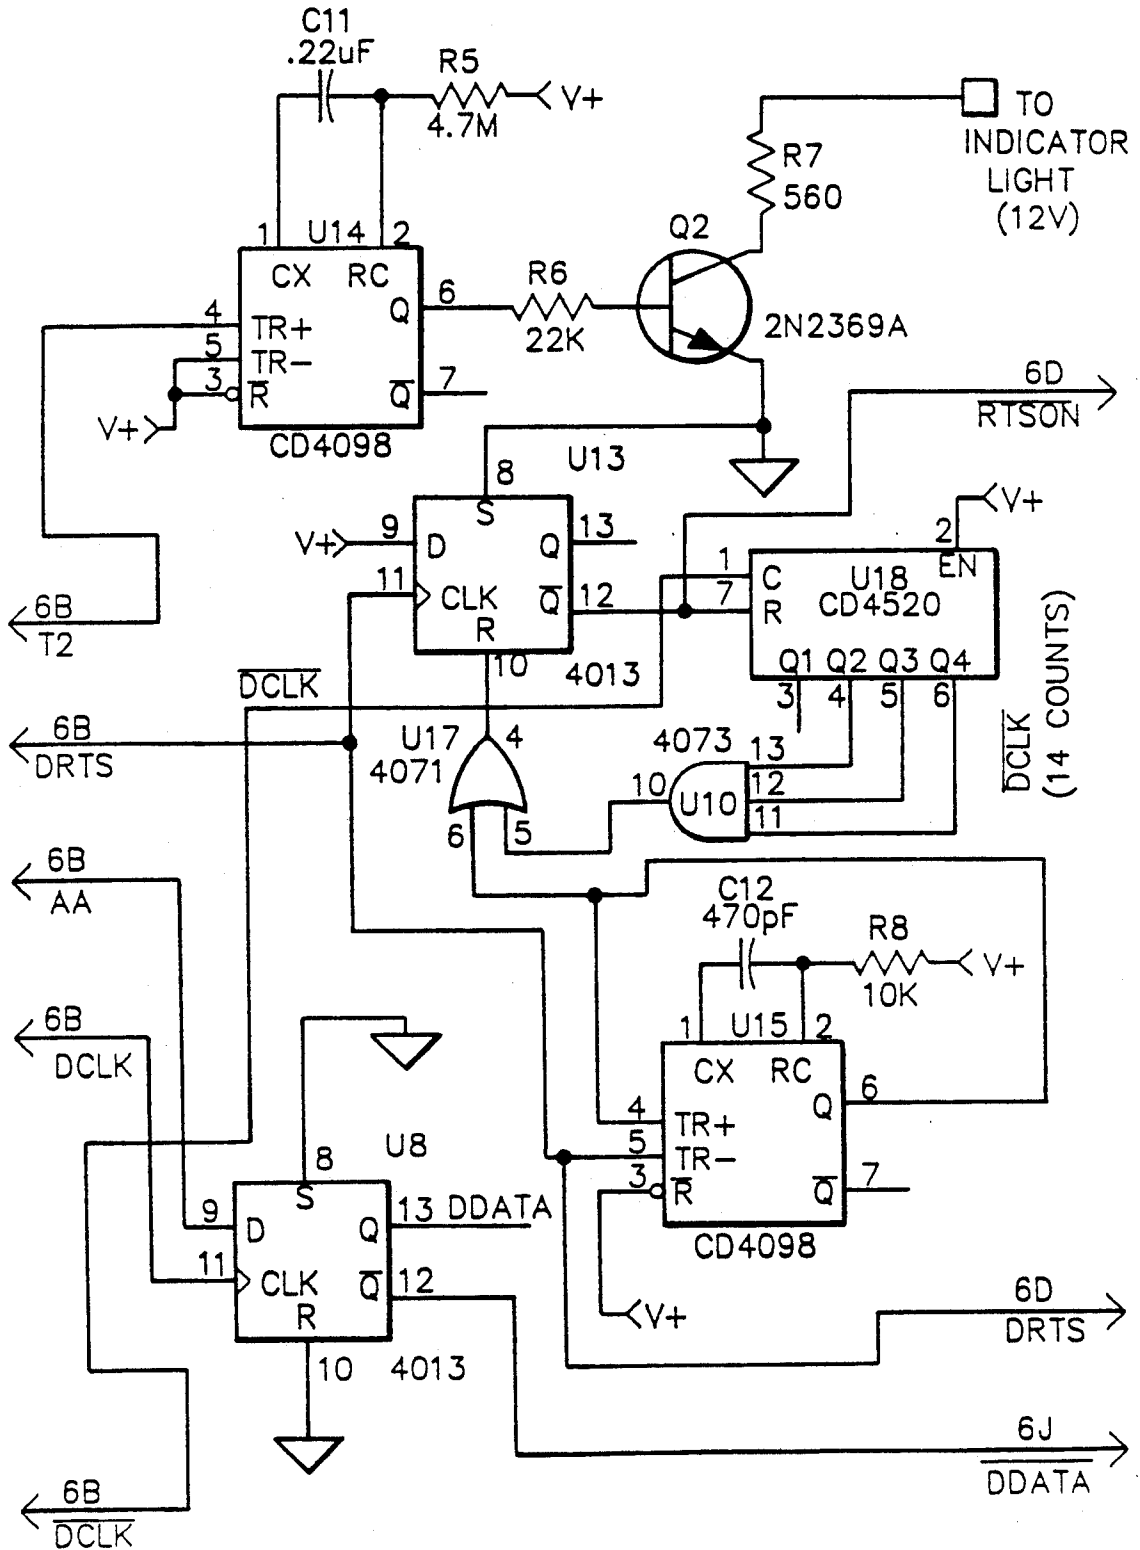 C11
.22uF
R5
4.7M
V+
TO
INDICATOR
LIGHT
(12V)
R7
560
1
U14
2
CX
RC
Q2
4
TR+
5
TR-
3
R̅
V+
Q
6
R6
22K
2N2369A
Q̅
7
CD4098
6D
R̅T̅S̅O̅N̅
U13
8
S
V+
9
D
Q
13
11
CLK
Q̅
12
R
10
4013
V+
2
EN
1
C
7
R
U18
CD4520
Q1
Q2
Q3
Q4
3
4
5
6
D̅C̅L̅K̅
(14 COUNTS)
6B
T2
D̅C̅L̅K̅
6B
DRTS
U17
4071
4
6
5
4073
10
U10
13
12
11
6B
AA
C12
470pF
R8
10K
V+
6B
DCLK
1
U15
2
CX
RC
4
TR+
5
TR-
3
R̅
Q
6
Q̅
7
CD4098
V+
U8
8
S
9
D
Q
13
DDATA
11
CLK
Q̅
12
R
10
4013
6D
DRTS
6J
D̅D̅A̅T̅A̅
6B
D̅C̅L̅K̅